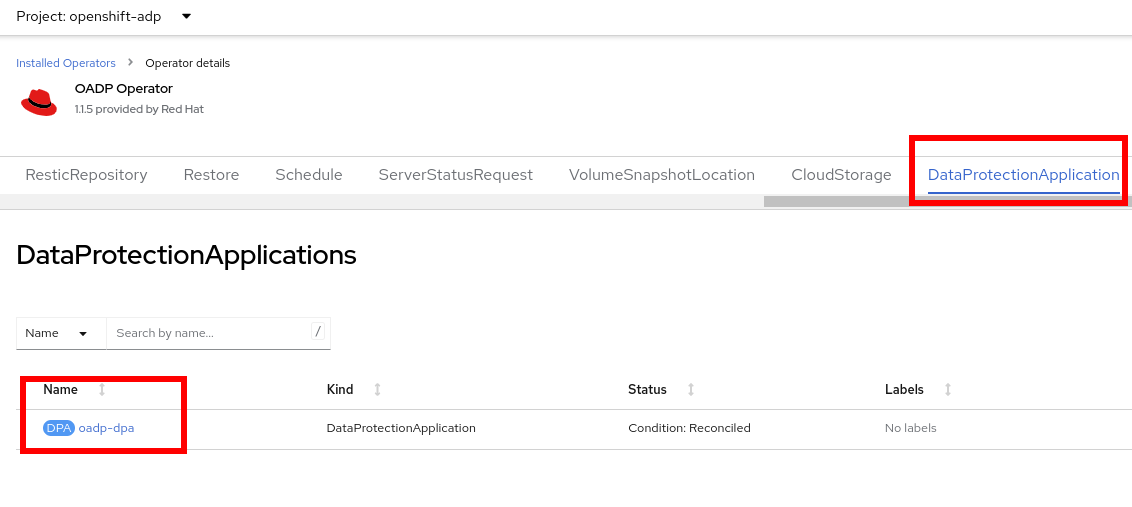 Project: openshift-adp
Installed Operators > Operator details
OADP Operator
1.1.5 provided by Red Hat
ResticRepository Restore Schedule ServerStatusRequest VolumeSnapshotLocation CloudStorage DataProtectionApplication
DataProtectionApplications
Name Search by name... /
Name Kind Status Labels
DPA oadp-dpa DataProtectionApplication Condition: Reconciled No labels